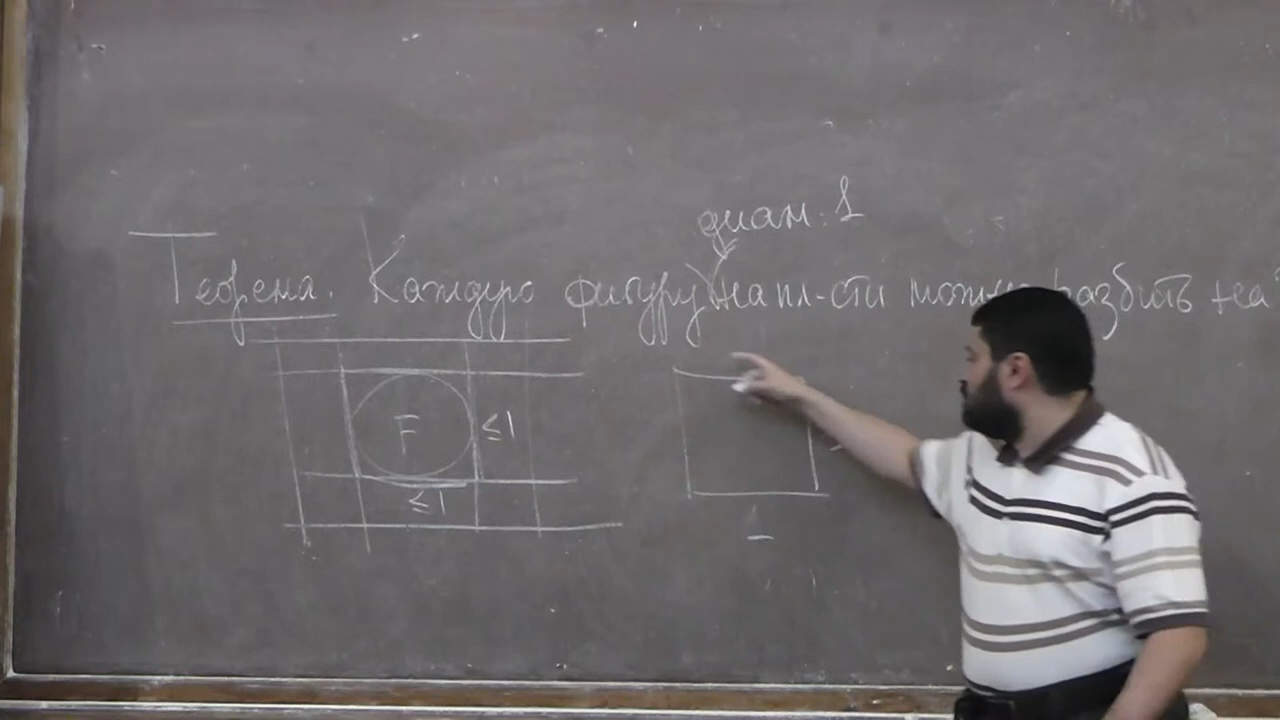 диам. 1
Теорема. Каждую фигуру на пл-сти можно разбить на
F ≤1
≤1